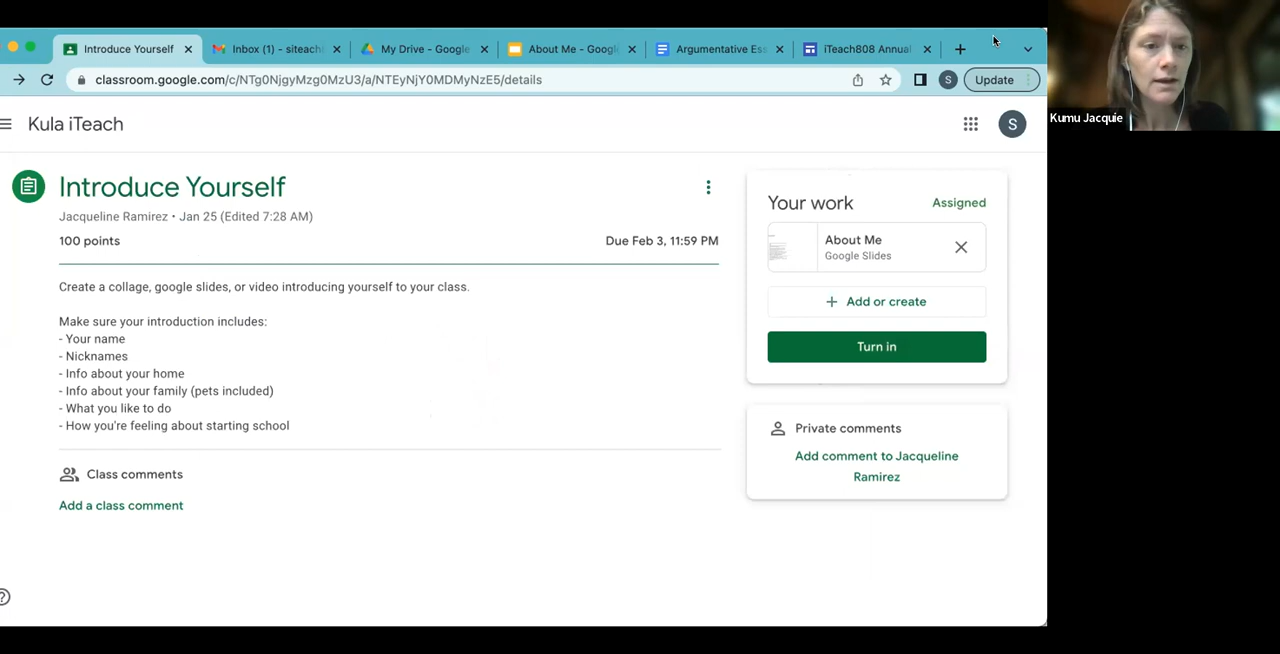 Introduce Yourself
Inbox (1) - siteach
My Drive - Google
About Me - Googl
Argumentative Ess
iTeach808 Annual
classroom.google.com/c/NTg0NjgyMzg0MzU3/a/NTEyNjY0MDMyNzE5/details
S
Update
Kumu Jacquie
Kula iTeach
S
Introduce Yourself
Jacqueline Ramirez • Jan 25 (Edited 7:28 AM)
100 points
Due Feb 3, 11:59 PM
Create a collage, google slides, or video introducing yourself to your class.
Make sure your introduction includes:
- Your name
- Nicknames
- Info about your home
- Info about your family (pets included)
- What you like to do
- How you're feeling about starting school
Class comments
Add a class comment
Your work
Assigned
About Me
Google Slides
+ Add or create
Turn in
Private comments
Add comment to Jacqueline
Ramirez